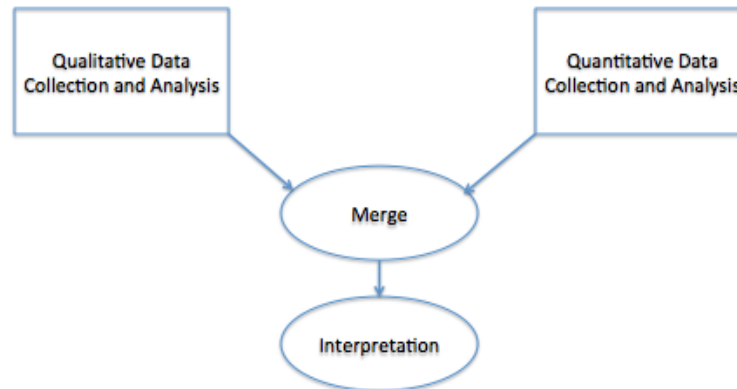 Qualitative Data
Collection and Analysis
Quantitative Data
Collection and Analysis
Merge
Interpretation